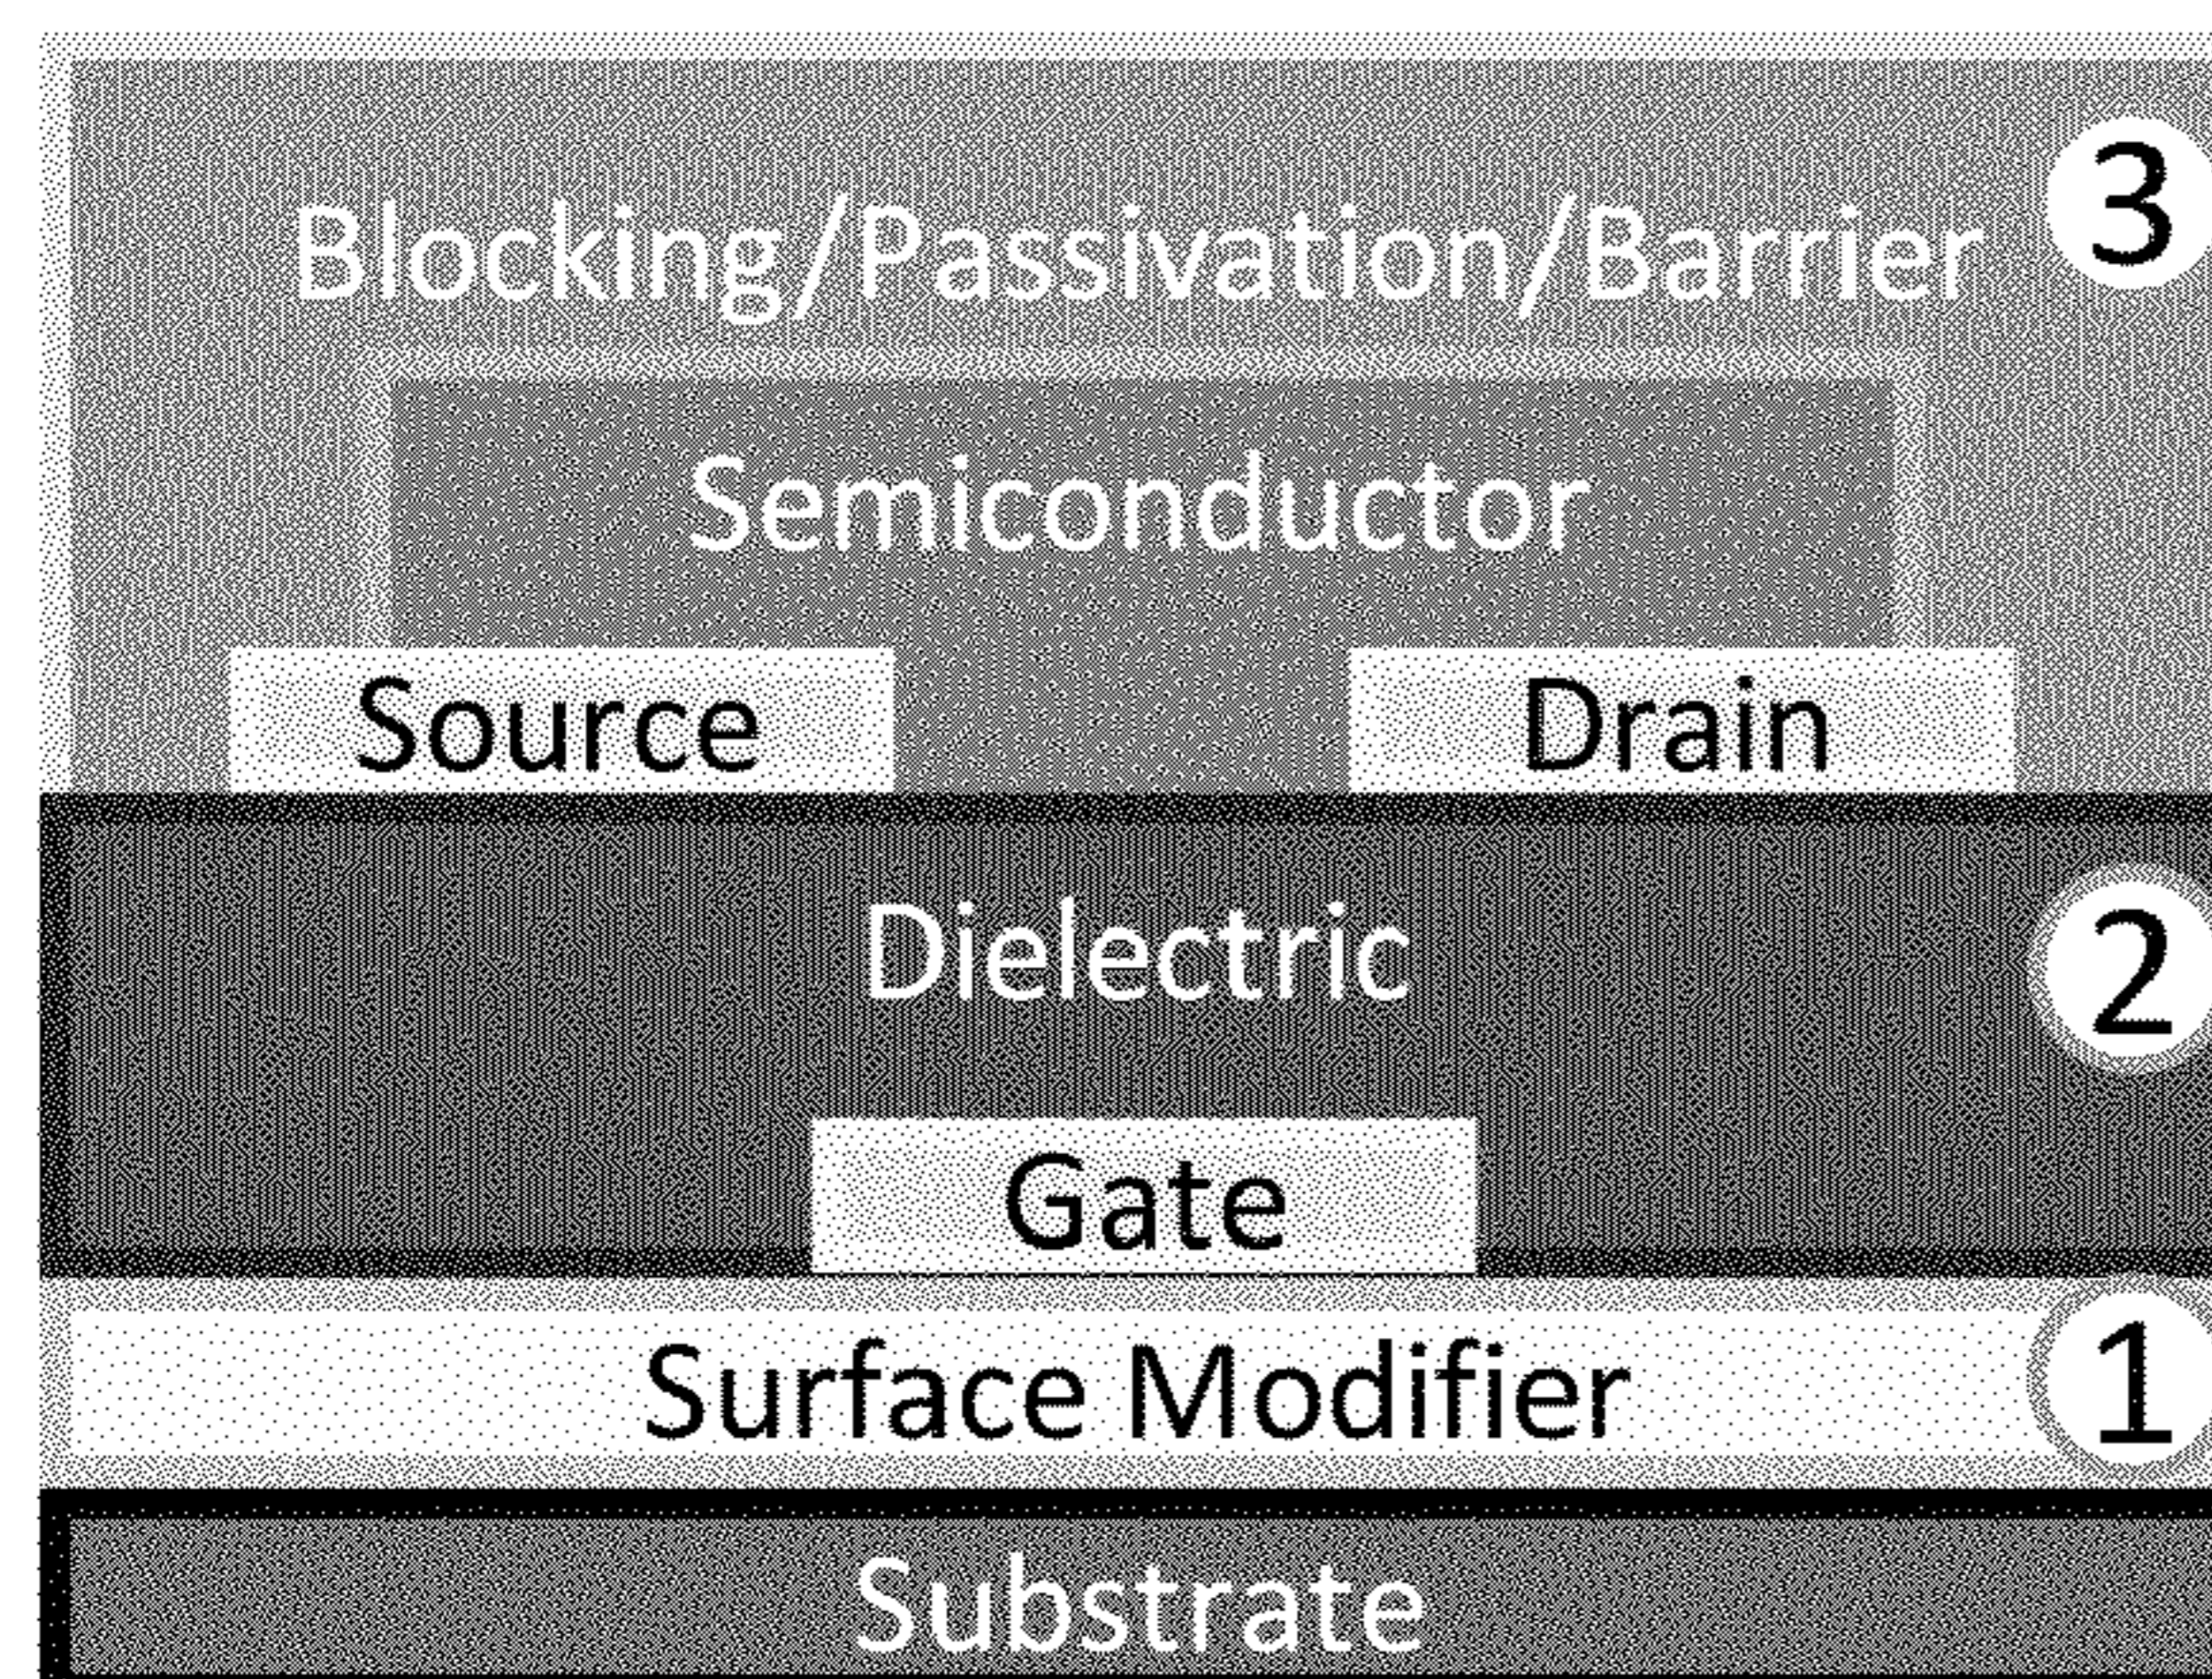 Blocking/Passivation/Barrier 3
Semiconductor
Source Drain
Dielectric 2
Gate
Surface Modifier 1
Substrate